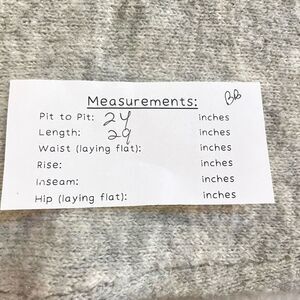 Measurements: BB
Pit to Pit: 24 inches
Length: 29 inches
Waist (laying flat): inches
Rise: inches
Inseam: inches
Hip (laying flat): inches